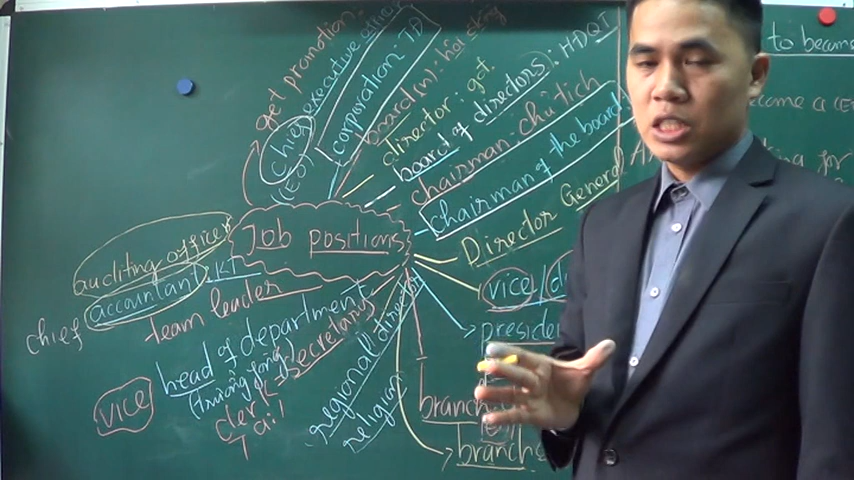 get promotion:
chief executive officer
(CEO)
corporation: TĐ
board(n): hội đồng
director: gđ.
board of directors: HĐQT
chairman: chủ tịch
chairman of the board
Director General
vice/
Job positions
auditing officer
chief accountant: KT
team leader
head of department
(trưởng phòng)
vice
secretary
clerk
regional director
religion
branch
branch
to become
become a